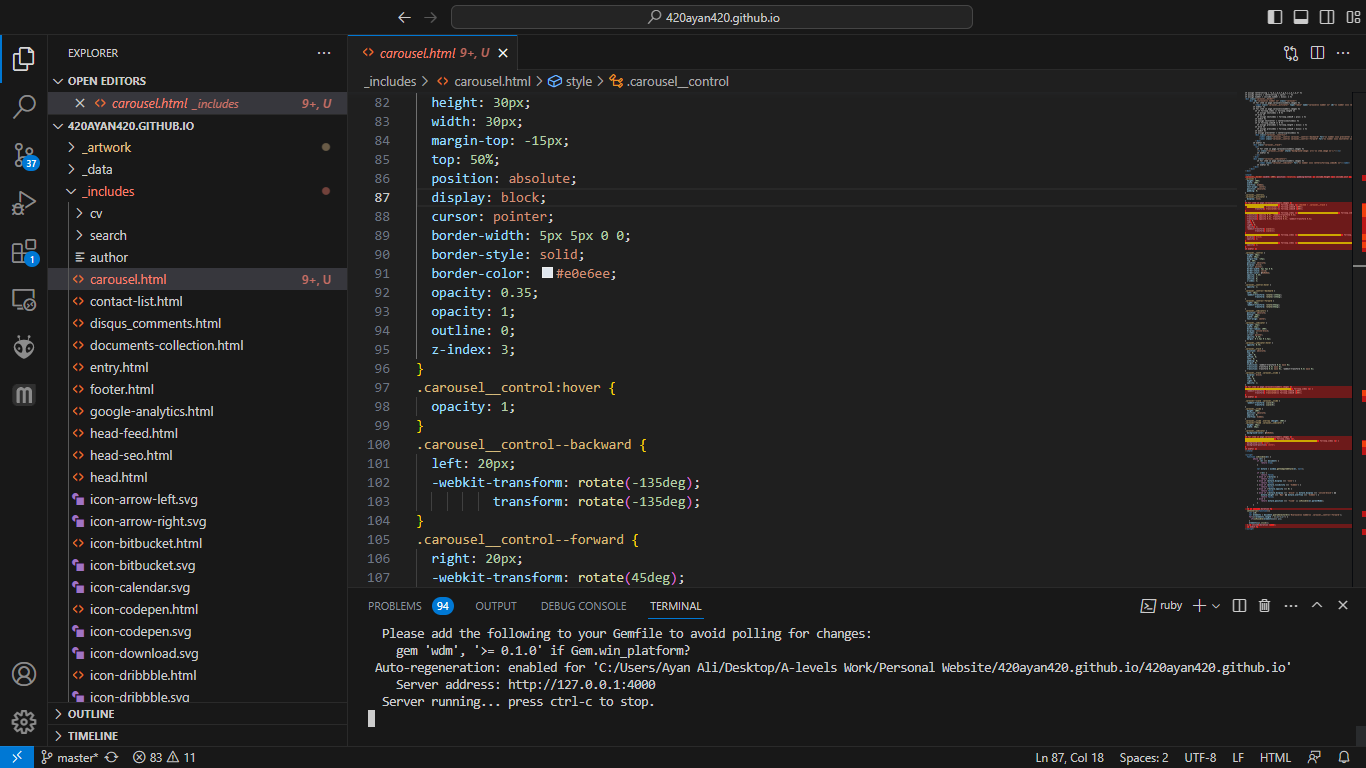 420ayan420.github.io
EXPLORER
OPEN EDITORS
carousel.html _includes 9+, U
420AYAN420.GITHUB.IO
_artwork
_data
_includes
cv
search
author
carousel.html 9+, U
contact-list.html
disqus_comments.html
documents-collection.html
entry.html
footer.html
google-analytics.html
head-feed.html
head-seo.html
head.html
icon-arrow-left.svg
icon-arrow-right.svg
icon-bitbucket.html
icon-bitbucket.svg
icon-calendar.svg
icon-codepen.html
icon-codepen.svg
icon-download.svg
icon-dribbble.html
icon-dribbble.svg
OUTLINE
TIMELINE
37
1
carousel.html 9+, U
_includes > carousel.html > style > .carousel__control
82 height: 30px;
83 width: 30px;
84 margin-top: -15px;
85 top: 50%;
86 position: absolute;
87 display: block;
88 cursor: pointer;
89 border-width: 5px 5px 0 0;
90 border-style: solid;
91 border-color: #e0e6ee;
92 opacity: 0.35;
93 opacity: 1;
94 outline: 0;
95 z-index: 3;
96 }
97 .carousel__control:hover {
98 opacity: 1;
99 }
100 .carousel__control--backward {
101 left: 20px;
102 -webkit-transform: rotate(-135deg);
103 transform: rotate(-135deg);
104 }
105 .carousel__control--forward {
106 right: 20px;
107 -webkit-transform: rotate(45deg);
PROBLEMS 94 OUTPUT DEBUG CONSOLE TERMINAL ruby
Please add the following to your Gemfile to avoid polling for changes:
gem 'wdm', '>= 0.1.0' if Gem.win_platform?
Auto-regeneration: enabled for 'C:/Users/Ayan Ali/Desktop/A-levels Work/Personal Website/420ayan420.github.io/420ayan420.github.io'
Server address: http://127.0.0.1:4000
Server running... press ctrl-c to stop.
master* 83 11 Ln 87, Col 18 Spaces: 2 UTF-8 LF HTML